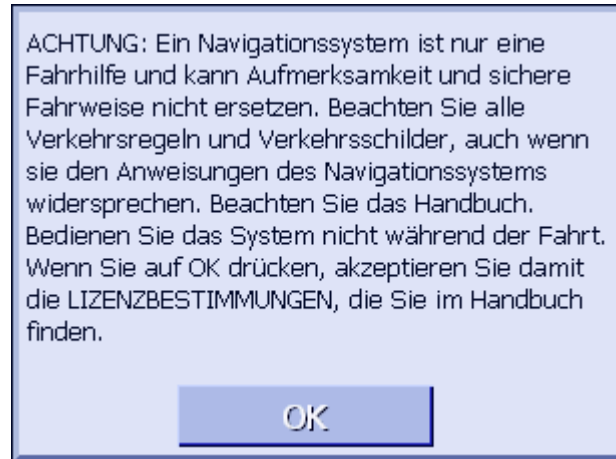 ACHTUNG: Ein Navigationssystem ist nur eine
Fahrhilfe und kann Aufmerksamkeit und sichere
Fahrweise nicht ersetzen. Beachten Sie alle
Verkehrsregeln und Verkehrsschilder, auch wenn
sie den Anweisungen des Navigationssystems
widersprechen. Beachten Sie das Handbuch.
Bedienen Sie das System nicht während der Fahrt.
Wenn Sie auf OK drücken, akzeptieren Sie damit
die LIZENZBESTIMMUNGEN, die Sie im Handbuch
finden.
OK